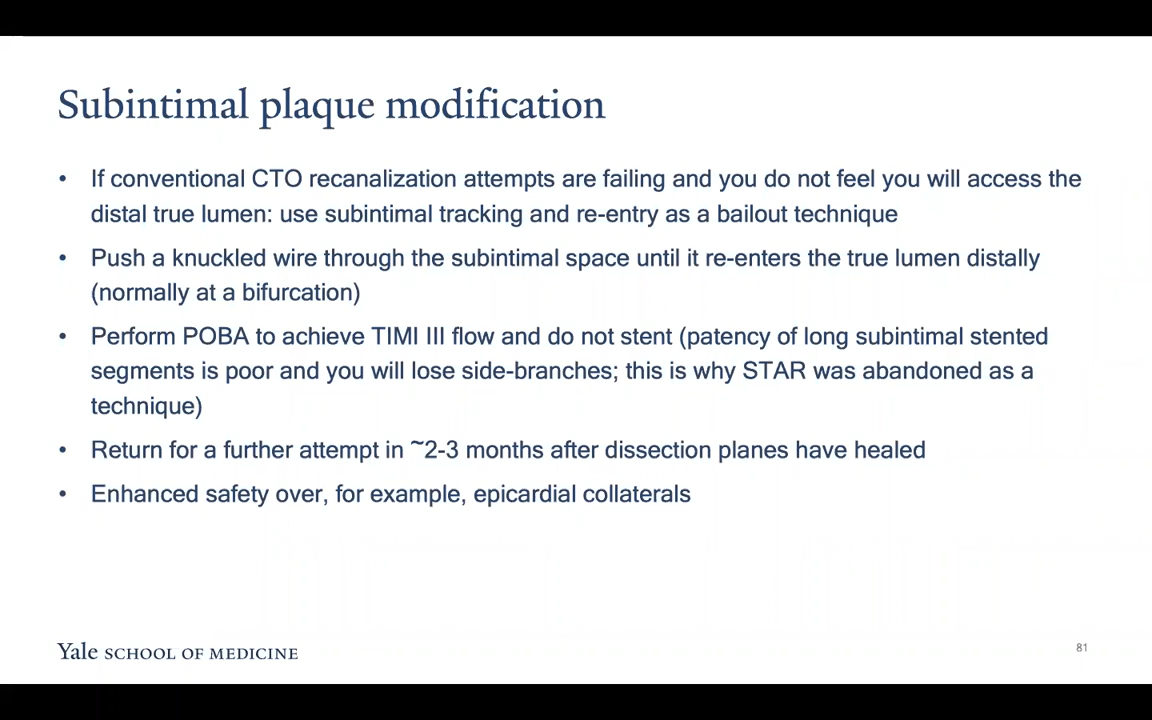 Subintimal plaque modification
• If conventional CTO recanalization attempts are failing and you do not feel you will access the
distal true lumen: use subintimal tracking and re-entry as a bailout technique
• Push a knuckled wire through the subintimal space until it re-enters the true lumen distally
(normally at a bifurcation)
• Perform POBA to achieve TIMI III flow and do not stent (patency of long subintimal stented
segments is poor and you will lose side-branches; this is why STAR was abandoned as a
technique)
• Return for a further attempt in ~2-3 months after dissection planes have healed
• Enhanced safety over, for example, epicardial collaterals
Yale SCHOOL OF MEDICINE
81